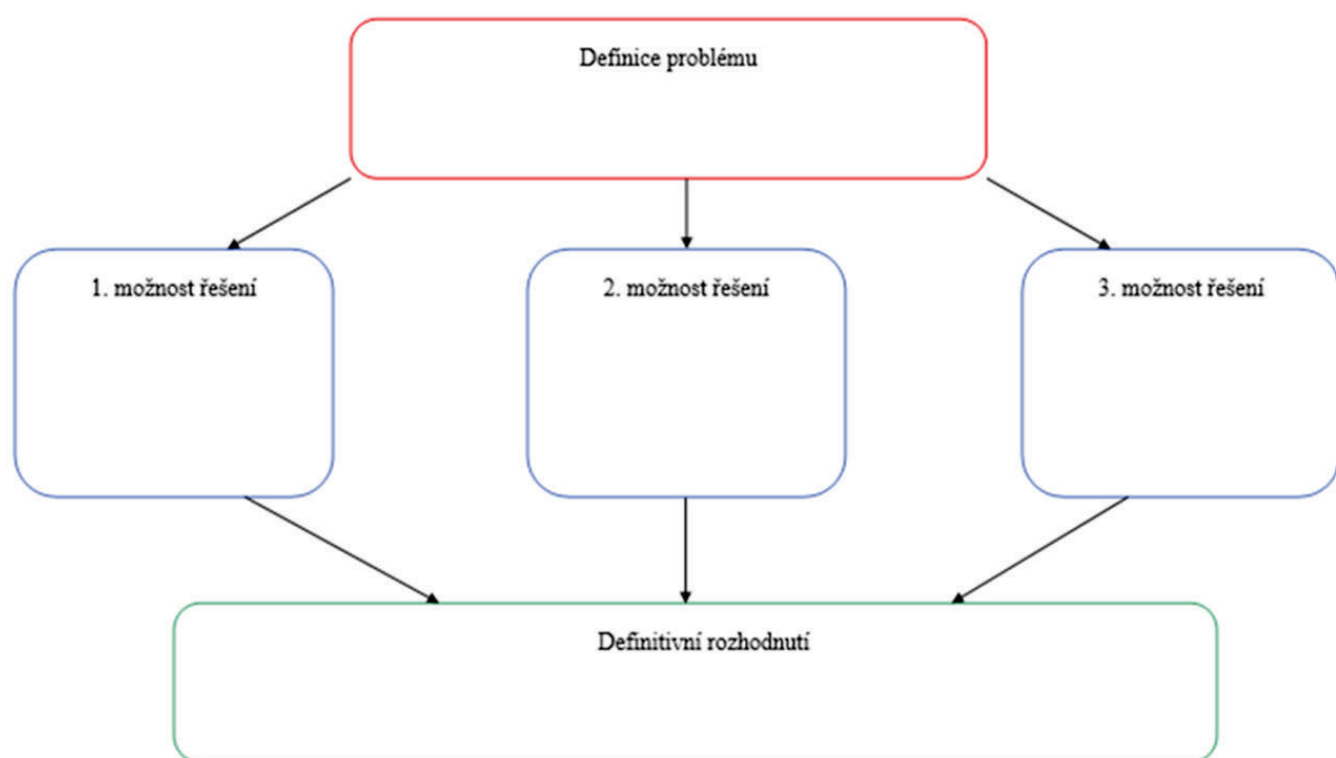 Definice problému
1. možnost řešení
2. možnost řešení
3. možnost řešení
Definitivní rozhodnutí